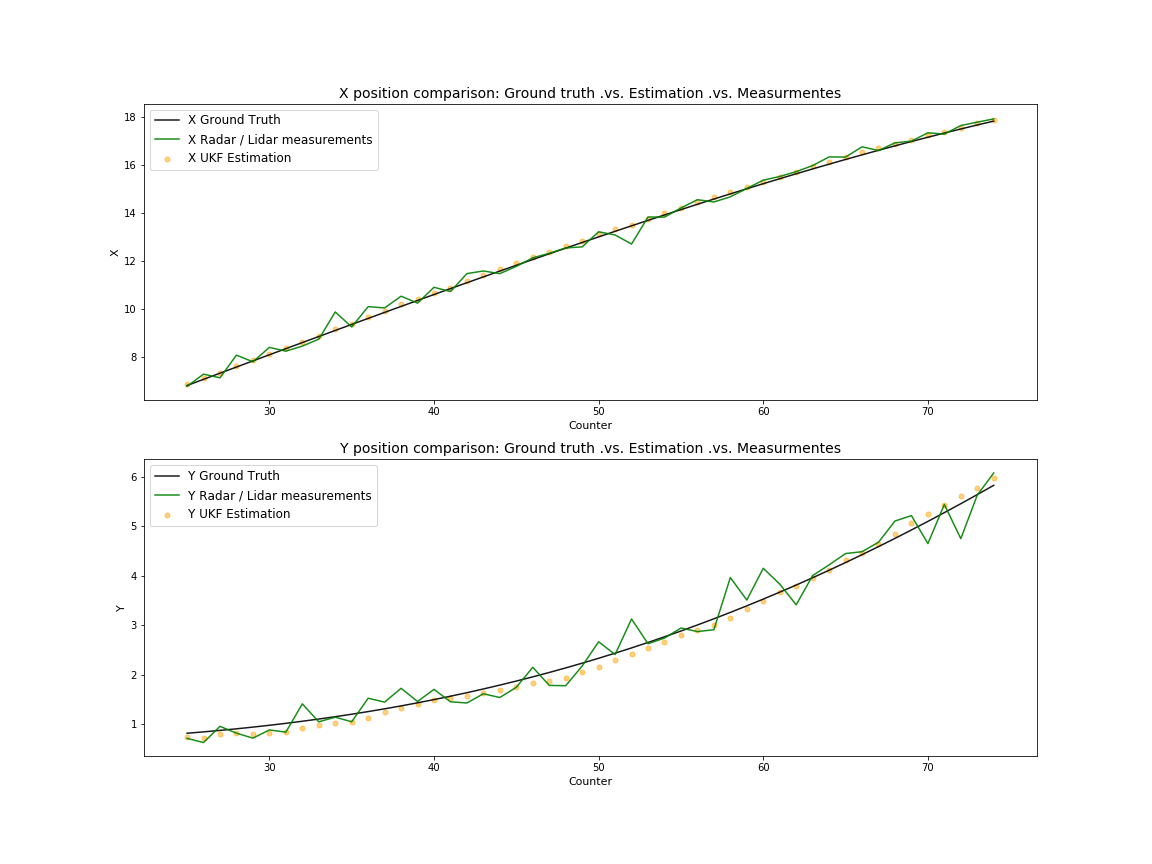 X position comparison: Ground truth .vs. Estimation .vs. Measurmentes
X Ground Truth
X Radar / Lidar measurements
X UKF Estimation
18
16
14
12
10
8
X
30 40 50 60 70
Counter
Y position comparison: Ground truth .vs. Estimation .vs. Measurmentes
Y Ground Truth
Y Radar / Lidar measurements
Y UKF Estimation
6
5
4
3
2
1
Y
30 40 50 60 70
Counter